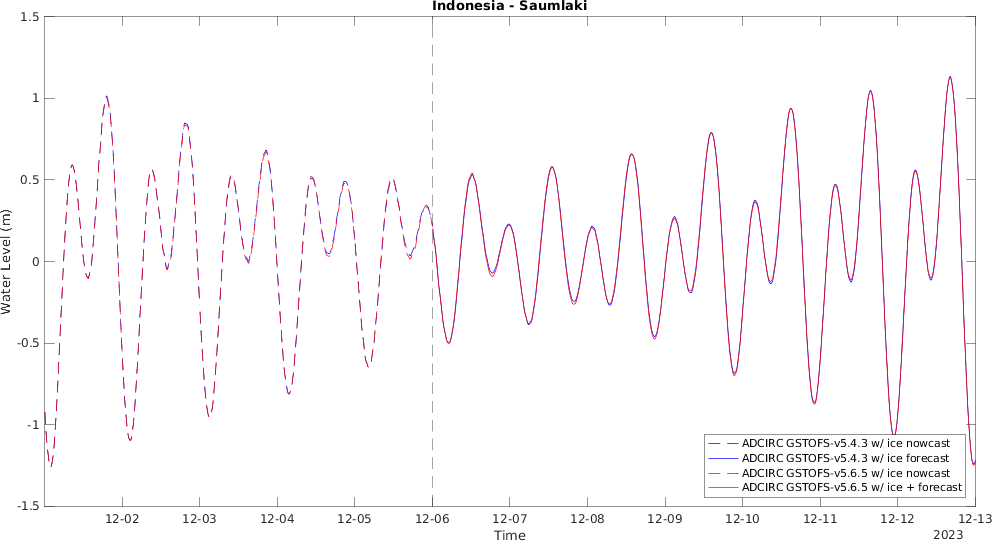 Indonesia - Saumlaki
1.5
1
0.5
0
-0.5
-1
-1.5
Water Level (m)
12-02 12-03 12-04 12-05 12-06 12-07 12-08 12-09 12-10 12-11 12-12 12-13
Time
2023
ADCIRC GSTOFS-v5.4.3 w/ ice nowcast
ADCIRC GSTOFS-v5.4.3 w/ ice forecast
ADCIRC GSTOFS-v5.6.5 w/ ice nowcast
ADCIRC GSTOFS-v5.6.5 w/ ice + forecast